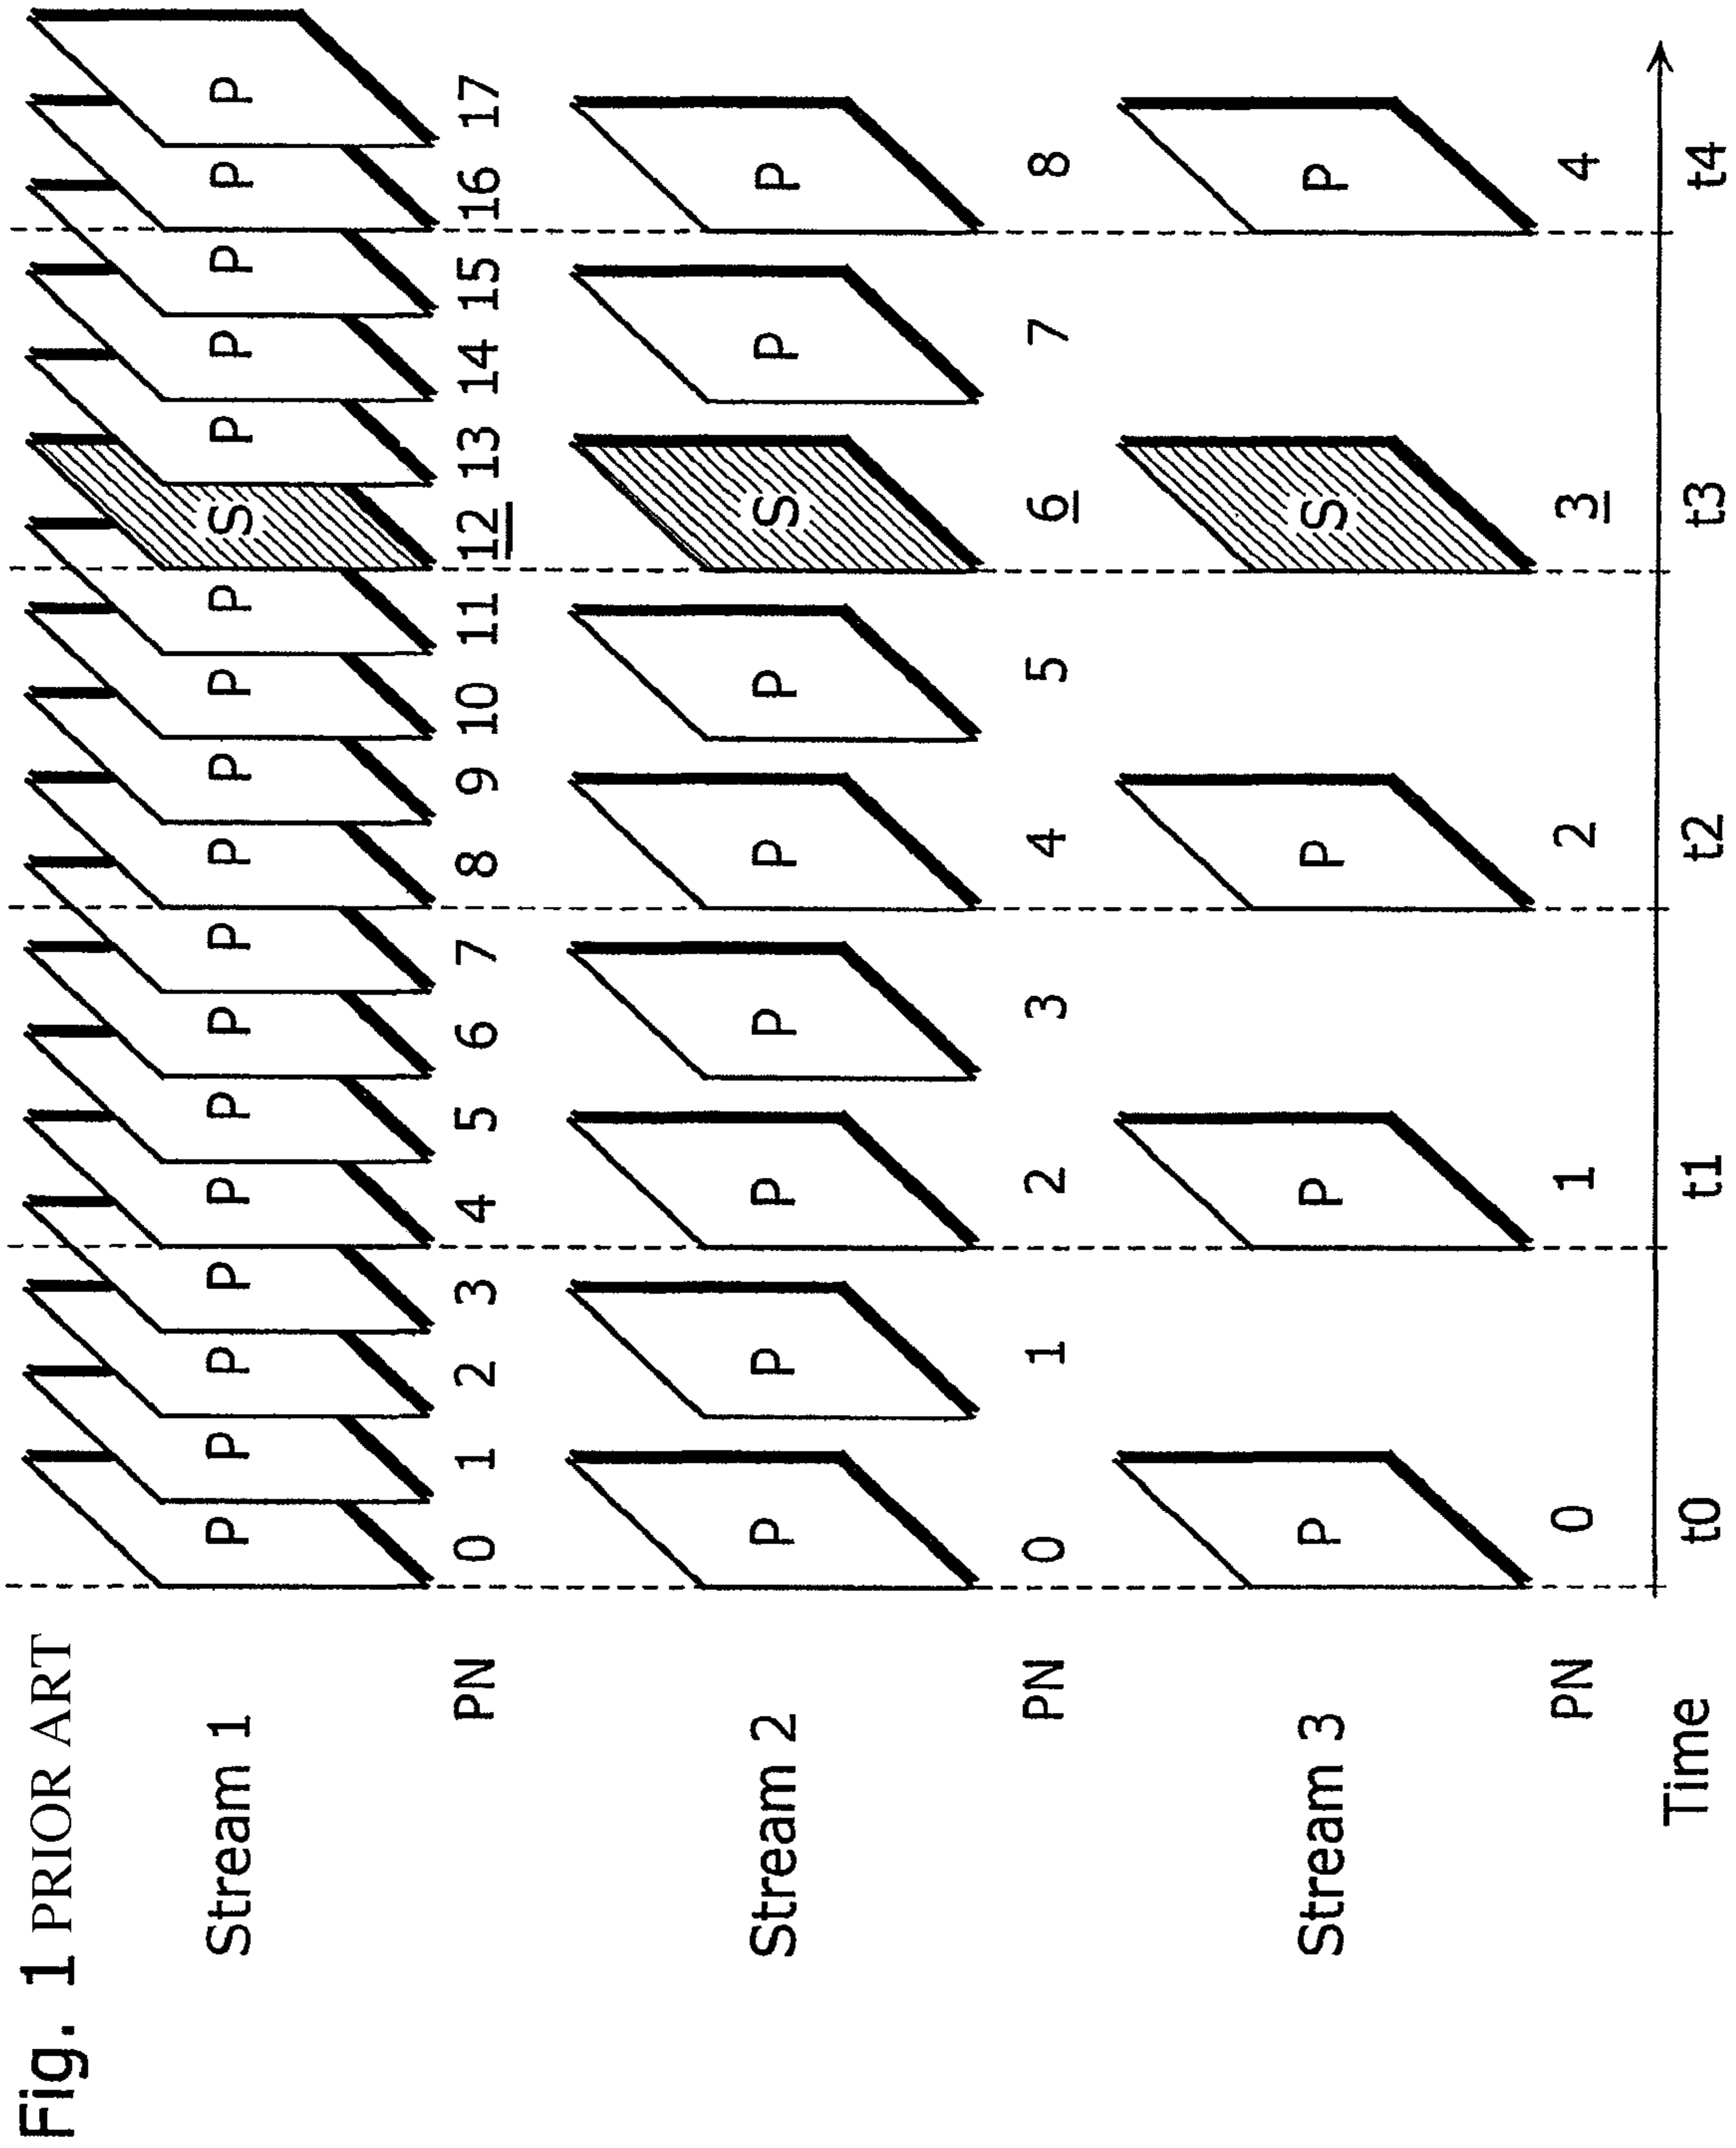 Fig. 1 PRIOR ART
Stream 1 P P P P P P P P P P P P S P P P P P
PN 0 1 2 3 4 5 6 7 8 9 10 11 12 13 14 15 16 17
Stream 2 P P P P P P S P P
PN 0 1 2 3 4 5 6 7 8
Stream 3 P P P S P
PN 0 1 2 3 4
Time t0 t1 t2 t3 t4